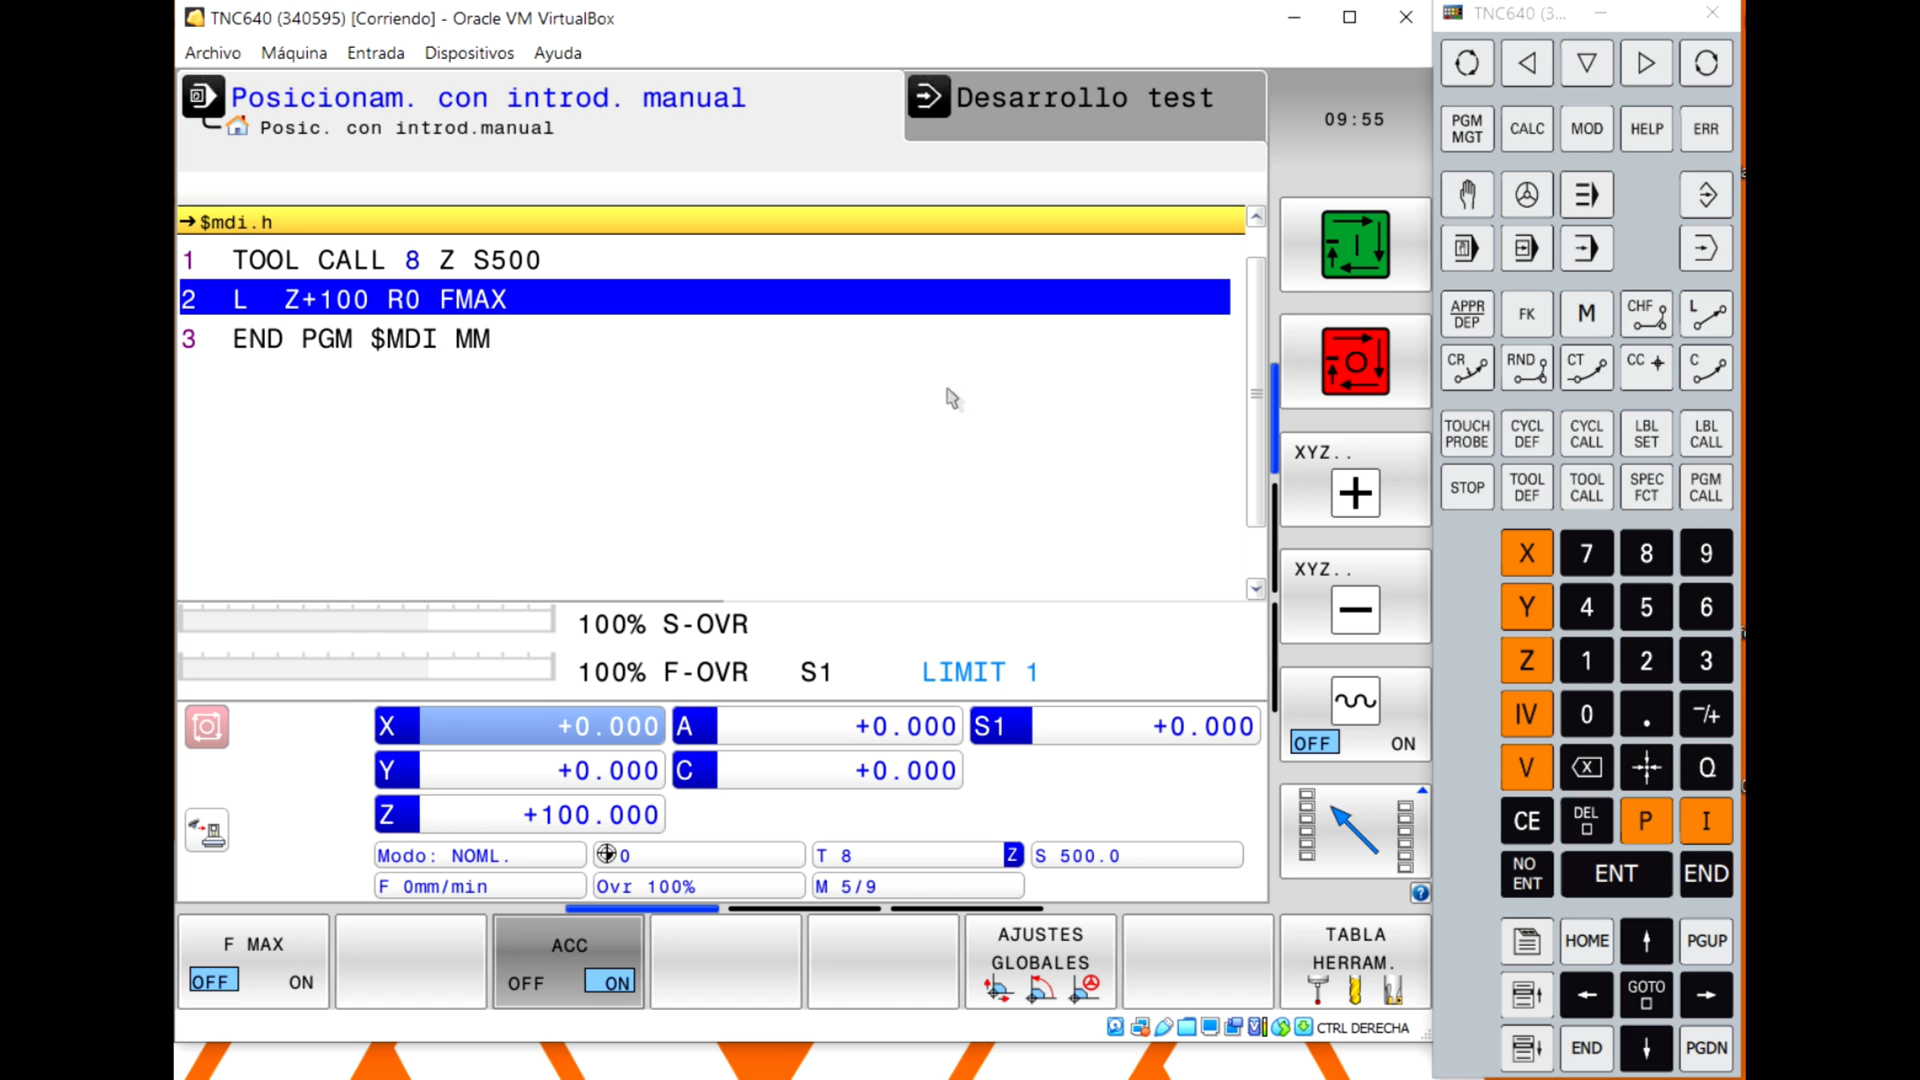 TNC640 (340595) [Corriendo] - Oracle VM VirtualBox
Archivo Máquina Entrada Dispositivos Ayuda
Posicionam. con introd. manual
Posic. con introd.manual
Desarrollo test
09:55
→$mdi.h
1 TOOL CALL 8 Z S500
2 L Z+100 R0 FMAX
3 END PGM $MDI MM
100% S-OVR
100% F-OVR S1 LIMIT 1
X +0.000 A +0.000 S1 +0.000
Y +0.000 C +0.000
Z +100.000
Modo: NOML. 0 T 8 Z S 500.0
F 0mm/min Ovr 100% M 5/9
XYZ..
+
XYZ..
−
OFF ON
F MAX
OFF ON
ACC
OFF ON
AJUSTES
GLOBALES
TABLA
HERRAM.
CTRL DERECHA
TNC640 (3...
PGM MGT CALC MOD HELP ERR
APPR DEP FK M CHF L
CR RND CT CC C
TOUCH PROBE CYCL DEF CYCL CALL LBL SET LBL CALL
STOP TOOL DEF TOOL CALL SPEC FCT PGM CALL
X 7 8 9
Y 4 5 6
Z 1 2 3
IV 0 . −/+
V X Q
CE DEL P I
NO ENT ENT END
HOME ↑ PGUP
← GOTO →
END ↓ PGDN